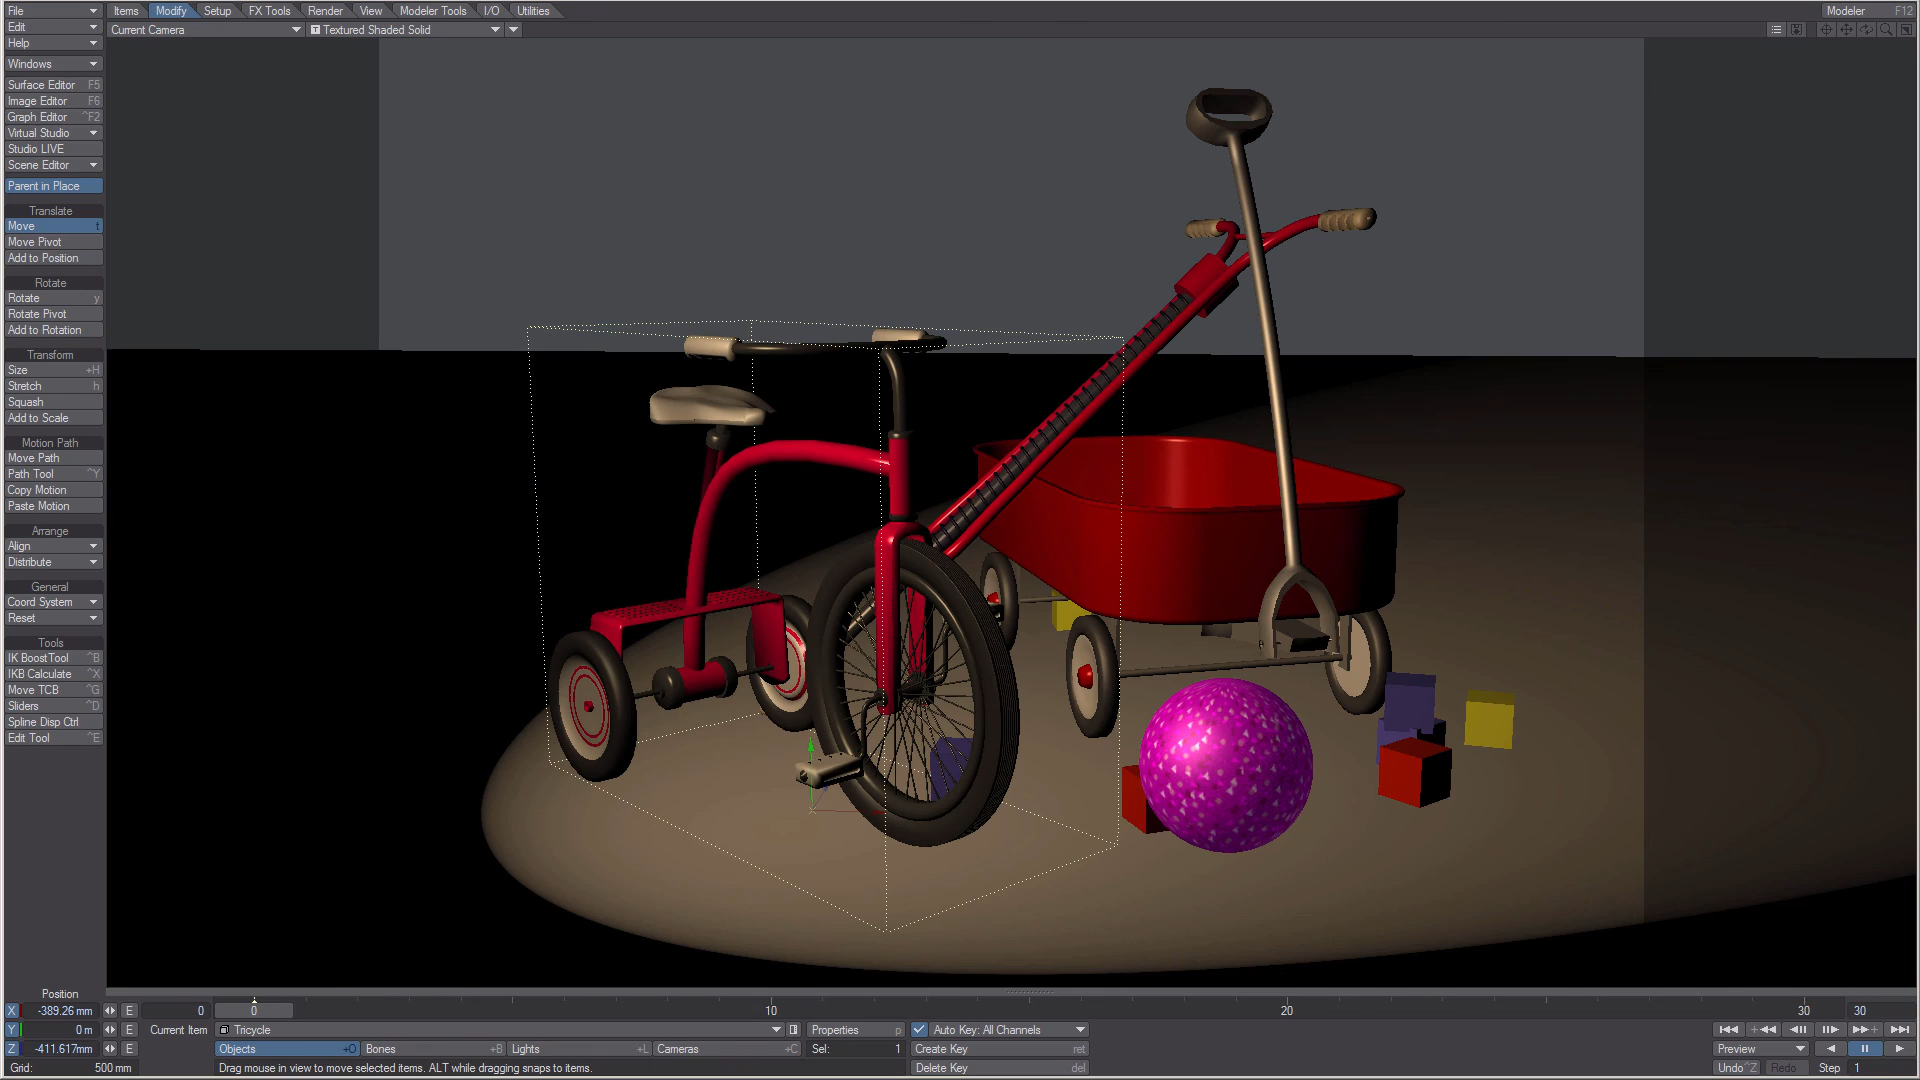 File
Items
Modify
Setup
FX Tools
Render
View
Modeler Tools
I/O
Utilities
Modeler F12
Edit
Current Camera
T Textured Shaded Solid
Help
Windows
Surface Editor F5
Image Editor F6
Graph Editor ^F2
Virtual Studio
Studio LIVE
Scene Editor
Parent in Place
Translate
Move t
Move Pivot
Add to Position
Rotate
Rotate y
Rotate Pivot
Add to Rotation
Transform
Size +H
Stretch h
Squash
Add to Scale
Motion Path
Move Path
Path Tool ^Y
Copy Motion
Paste Motion
Arrange
Align
Distribute
General
Coord System
Reset
Tools
IK BoostTool ^B
IKB Calculate ^X
Move TCB ^G
Sliders ^D
Spline Disp Ctrl
Edit Tool ^E
Position
X -389.26 mm E 0 0 10 20 30 30
Y 0 m E Current Item Tricycle Properties p Auto Key: All Channels
Z -411.617mm E Objects +O Bones +B Lights +L Cameras +C Sel: 1 Create Key ret Preview
Grid: 500 mm Drag mouse in view to move selected items. ALT while dragging snaps to items. Delete Key del Undo ^Z Redo Step 1